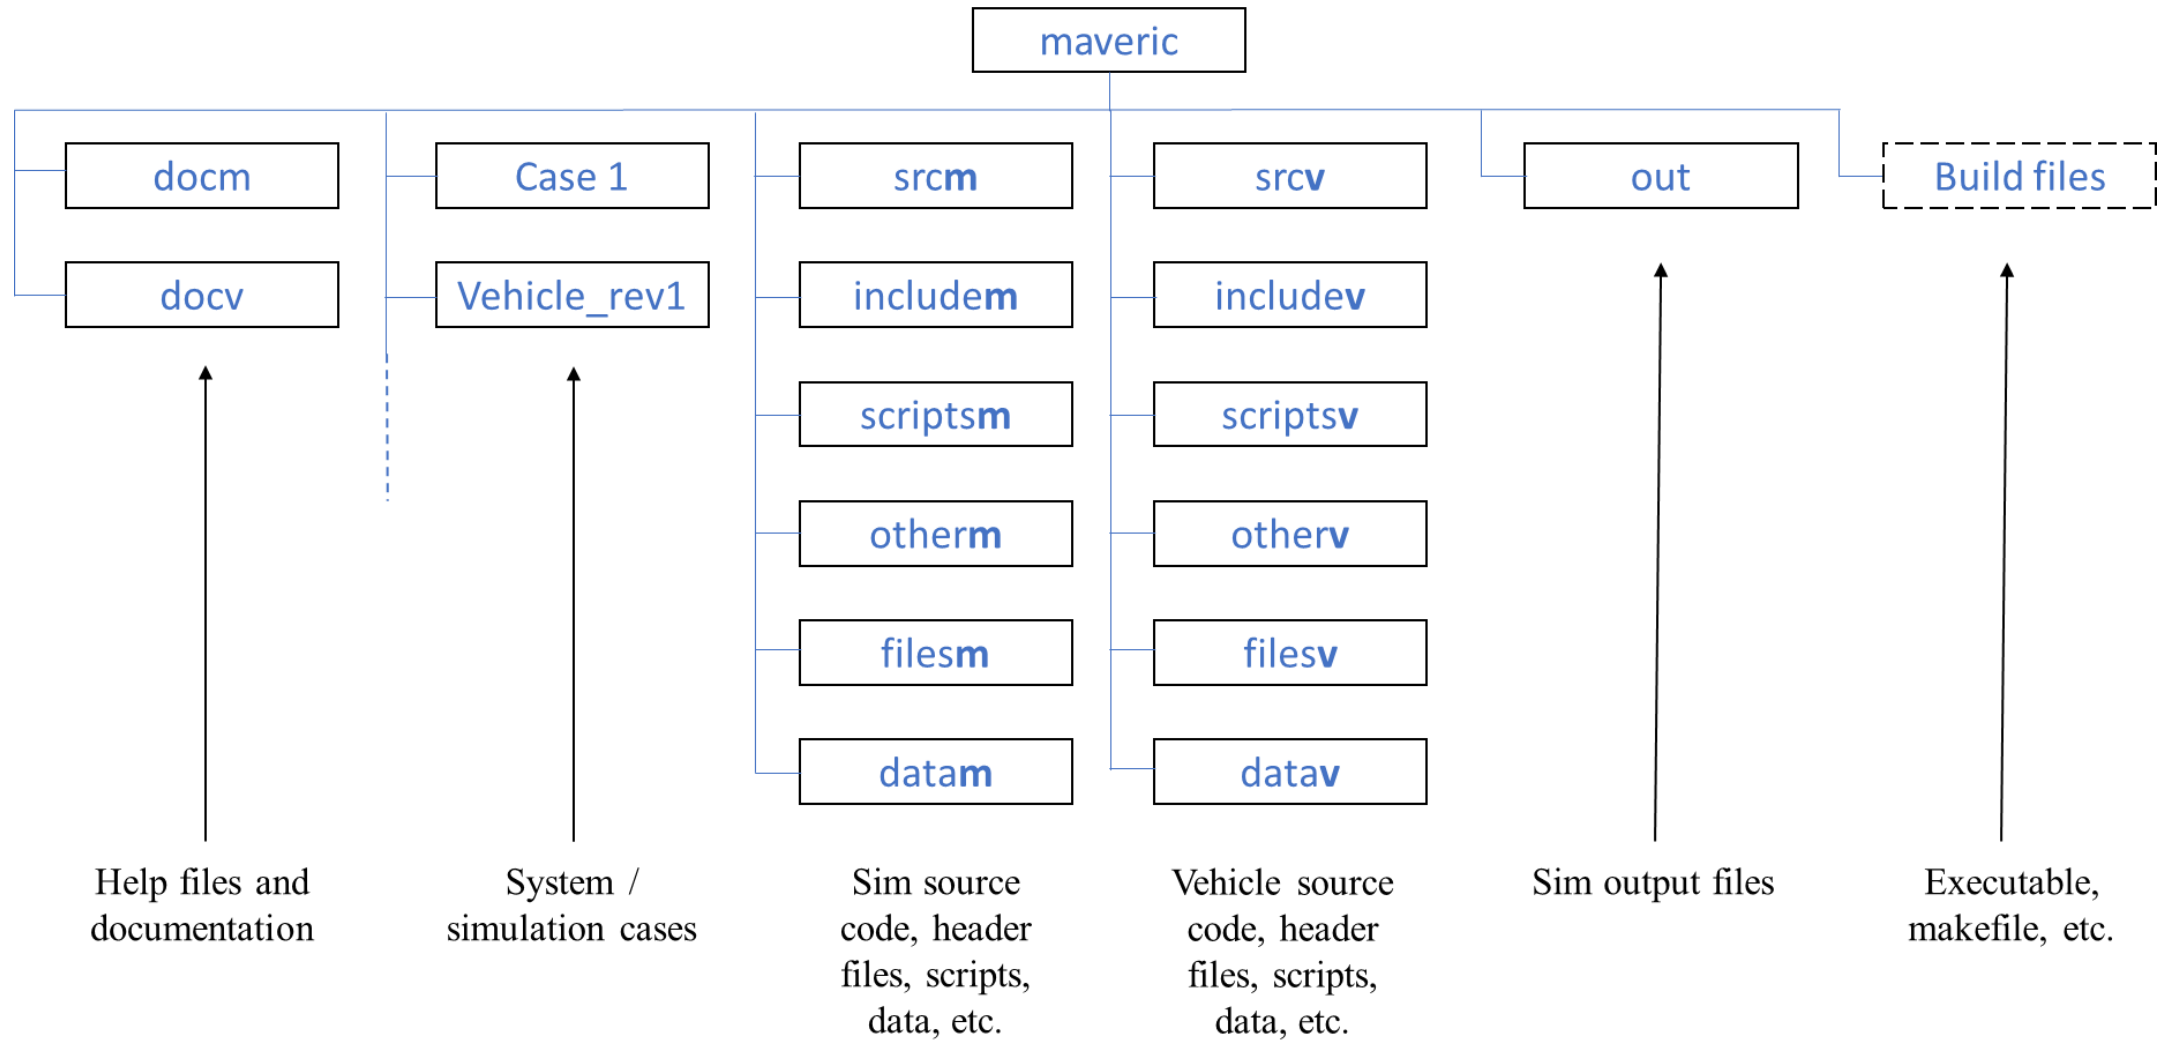 maveric
docm
docv
Help files and
documentation
Case 1
Vehicle_rev1
System /
simulation cases
srcm
includem
scriptsm
otherm
filesm
datam
Sim source
code, header
files, scripts,
data, etc.
srcv
includev
scriptsv
otherv
filesv
datav
Vehicle source
code, header
files, scripts,
data, etc.
out
Sim output files
Build files
Executable,
makefile, etc.